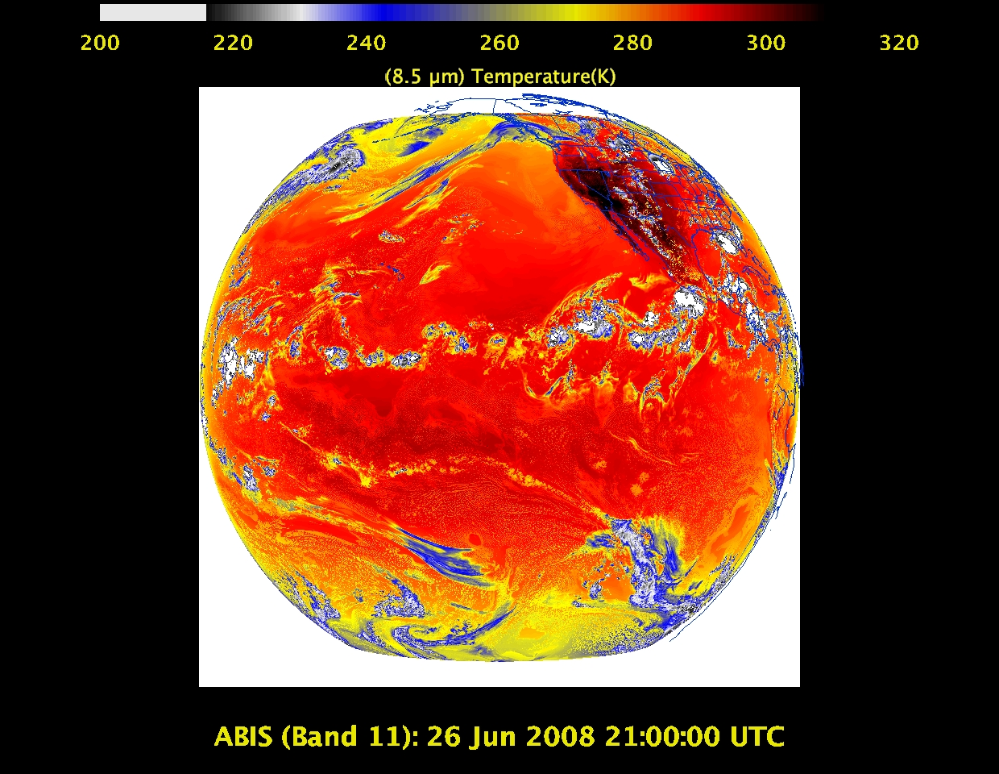 200 220 240 260 280 300 320
(8.5 µm) Temperature(K)
ABIS (Band 11): 26 Jun 2008 21:00:00 UTC